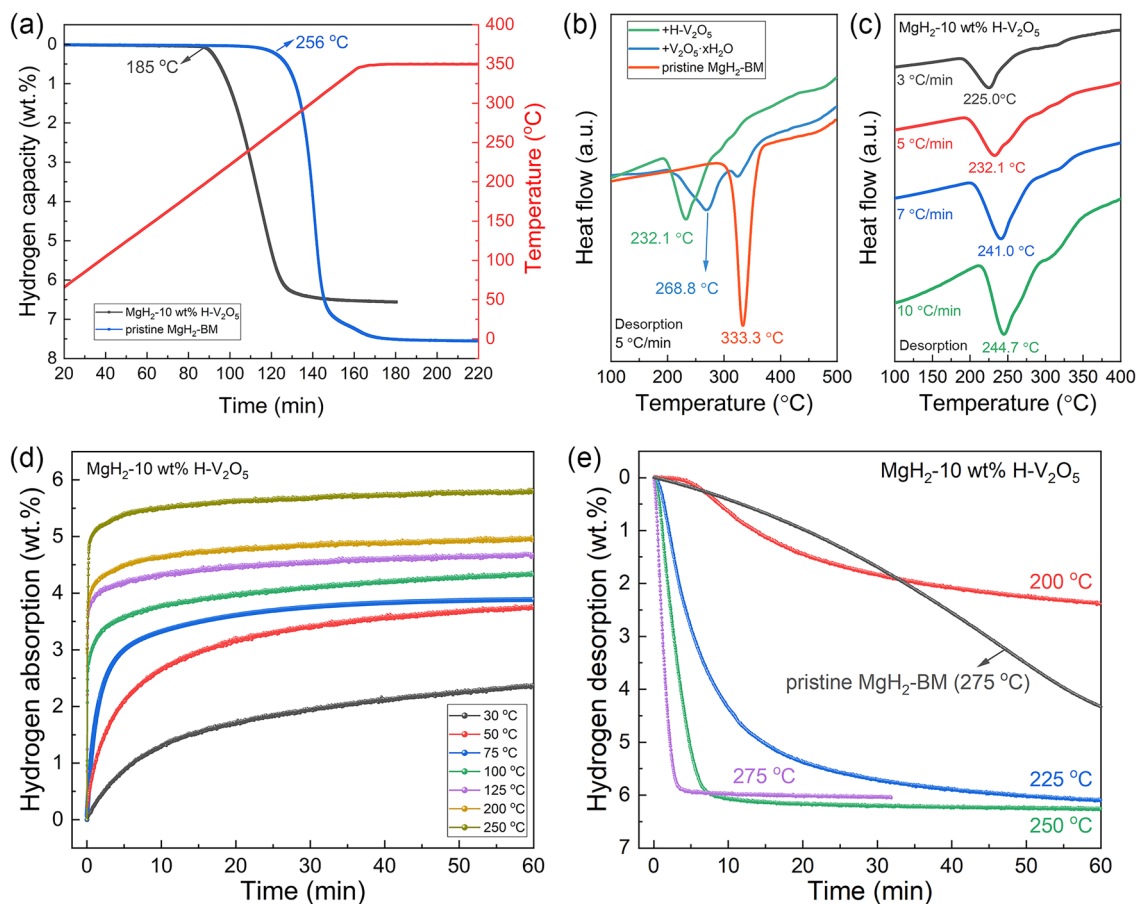 (a)
Hydrogen capacity (wt.%)
0
1
2
3
4
5
6
7
8
185 °C
256 °C
MgH₂-10 wt% H-V₂O₅
pristine MgH₂-BM
400
350
300
250
200
150
100
50
0
Temperature (°C)
20 40 60 80 100 120 140 160 180 200 220
Time (min)
(b)
Heat flow (a.u.)
+H-V₂O₅
+V₂O₅·xH₂O
pristine MgH₂-BM
232.1 °C
268.8 °C
333.3 °C
Desorption
5 °C/min
100 200 300 400 500
Temperature (°C)
(c)
Heat flow (a.u.)
MgH₂-10 wt% H-V₂O₅
3 °C/min
225.0°C
5 °C/min
232.1 °C
7 °C/min
241.0 °C
10 °C/min
244.7 °C
Desorption
100 150 200 250 300 350 400
Temperature (°C)
(d)
Hydrogen absorption (wt.%)
MgH₂-10 wt% H-V₂O₅
6
5
4
3
2
1
0
30 °C
50 °C
75 °C
100 °C
125 °C
200 °C
250 °C
0 10 20 30 40 50 60
Time (min)
(e)
Hydrogen desorption (wt.%)
MgH₂-10 wt% H-V₂O₅
0
1
2
3
4
5
6
7
200 °C
pristine MgH₂-BM (275 °C)
275 °C
225 °C
250 °C
0 10 20 30 40 50 60
Time (min)